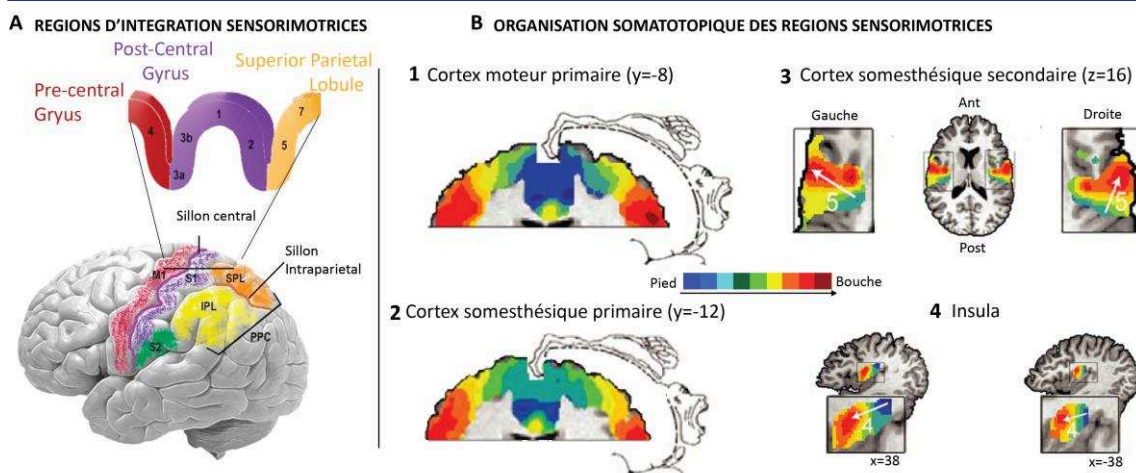 A REGIONS D'INTEGRATION SENSORIMOTRICES
Post-Central
Gyrus
Superior Parietal
Lobule
Pre-central
Gryus
4
3a
3b
1
2
5
7
Sillon central
Sillon
Intraparietal
M1
S1
SPL
IPL
S2
PPC
B ORGANISATION SOMATOTOPIQUE DES REGIONS SENSORIMOTRICES
1 Cortex moteur primaire (y=-8)
Pied
Bouche
2 Cortex somesthésique primaire (y=-12)
3 Cortex somesthésique secondaire (z=16)
Gauche
Ant
Droite
5
5
Post
4 Insula
4
x=38
4
x=-38